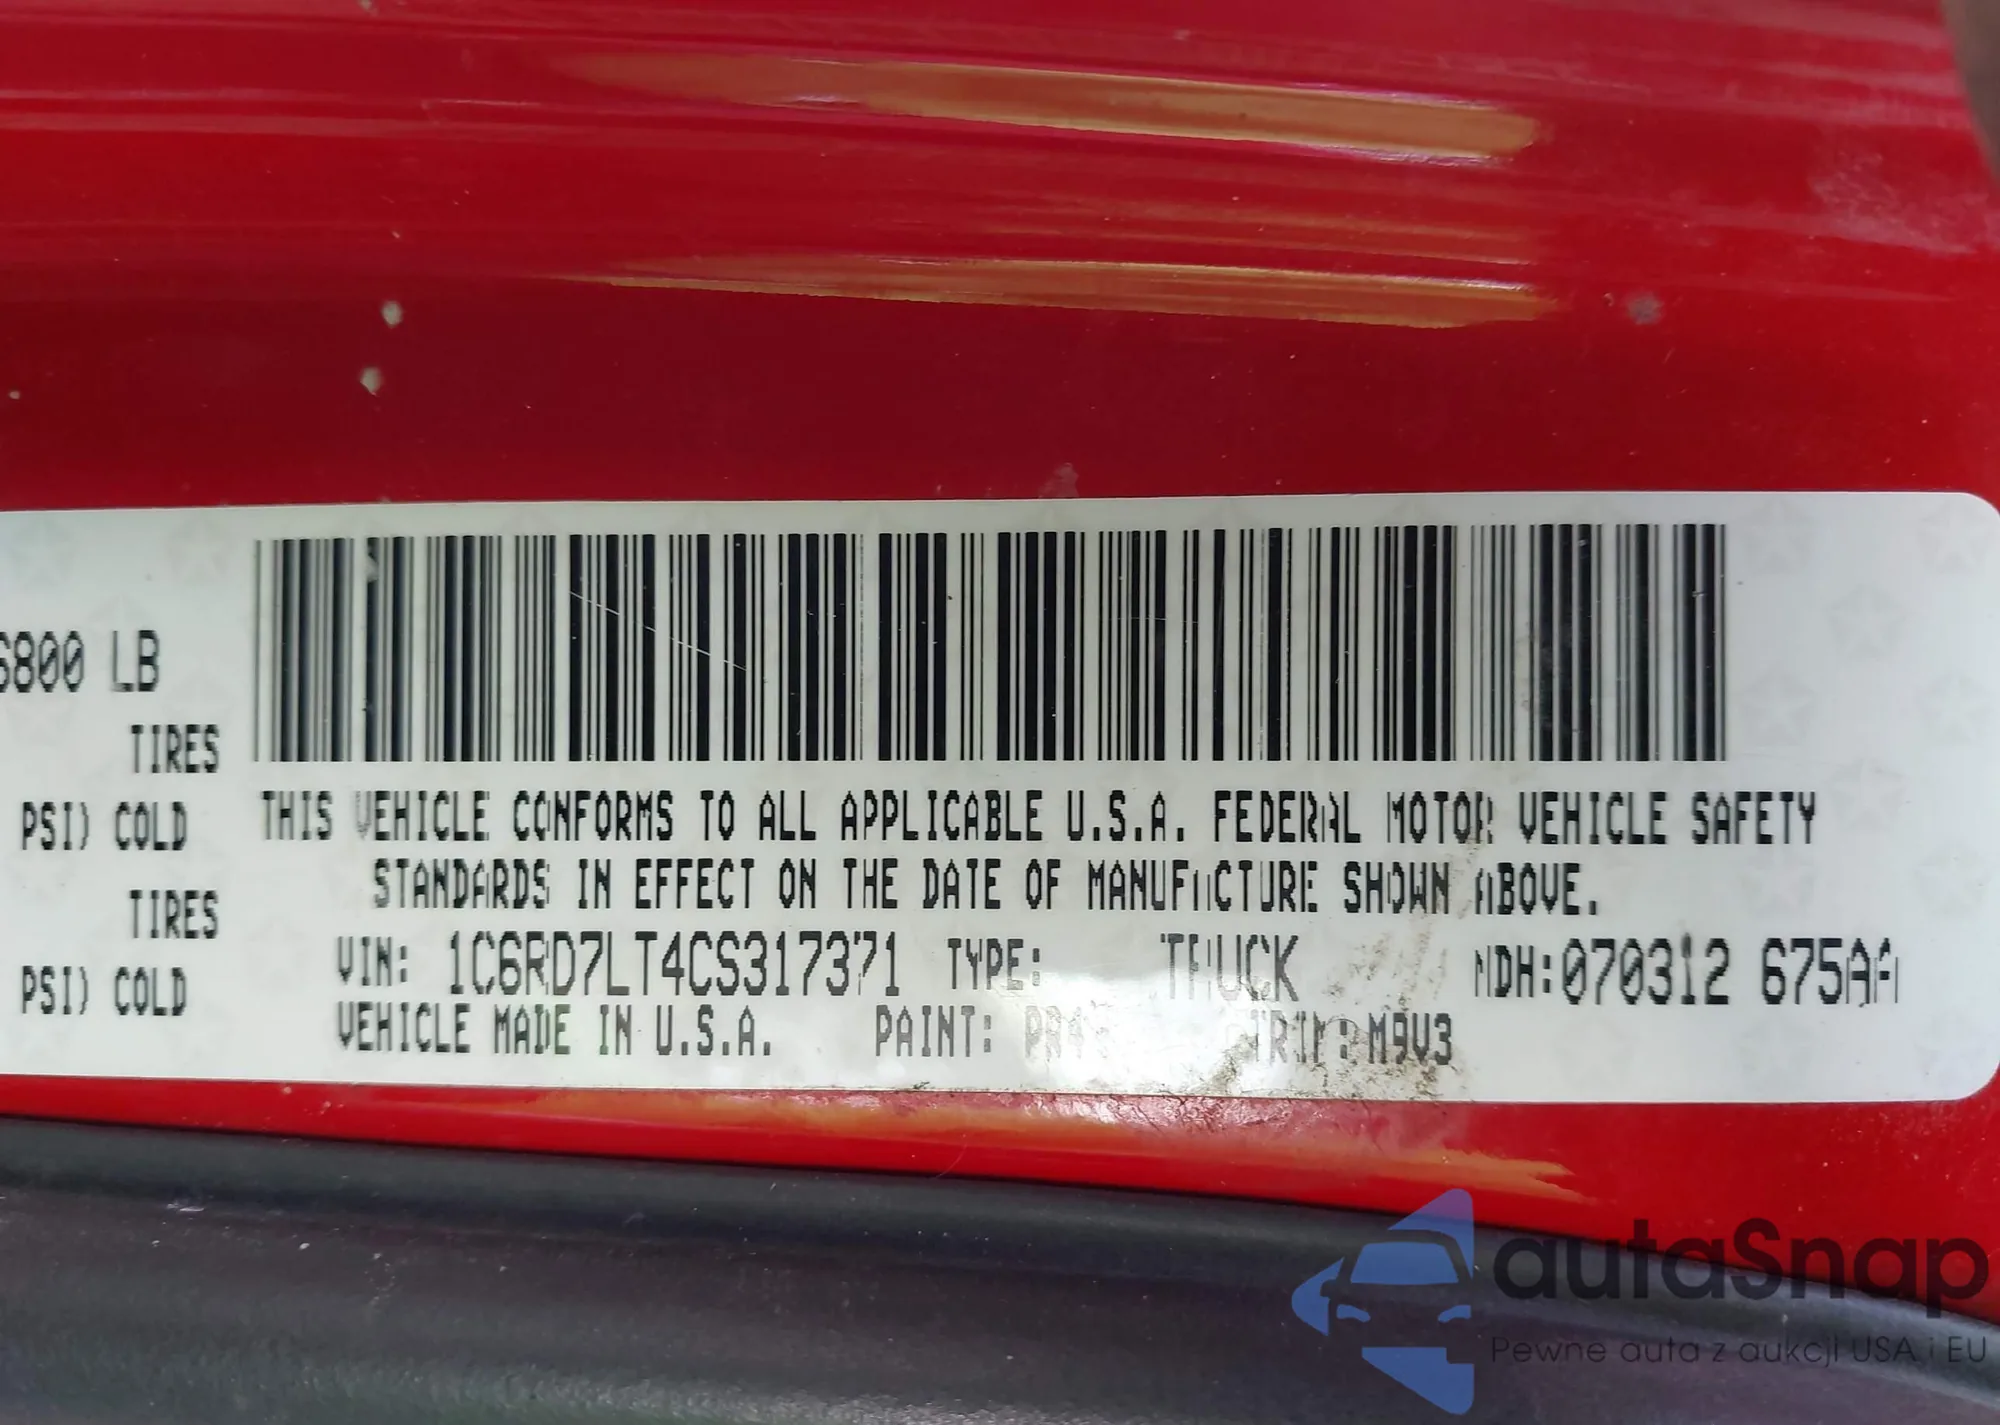 6800 LB
TIRES
PSI) COLD
TIRES
PSI) COLD
THIS VEHICLE CONFORMS TO ALL APPLICABLE U.S.A. FEDERAL MOTOR VEHICLE SAFETY
STANDARDS IN EFFECT ON THE DATE OF MANUFACTURE SHOWN ABOVE.
VIN: 1C6RD7LT4CS317371 TYPE: TRUCK MDH:070312 675AA
VEHICLE MADE IN U.S.A. PAINT: TRIM: M9V3
autaSnap
Pewne auta z aukcji USA i EU